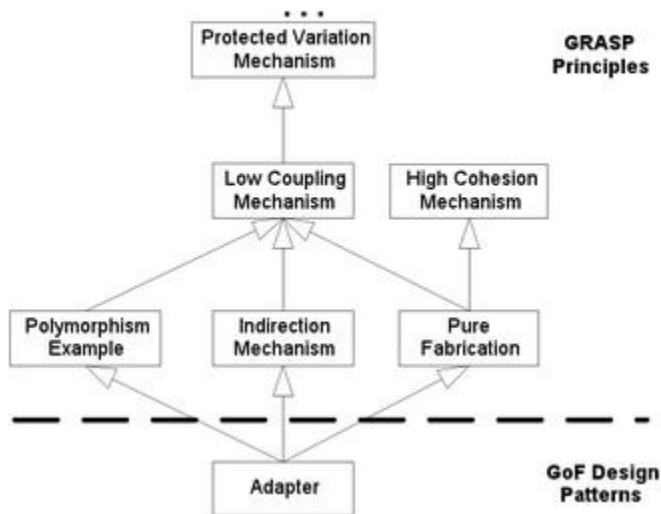 ...
Protected Variation
Mechanism
GRASP
Principles
Low Coupling
Mechanism
High Cohesion
Mechanism
Polymorphism
Example
Indirection
Mechanism
Pure
Fabrication
Adapter
GoF Design
Patterns